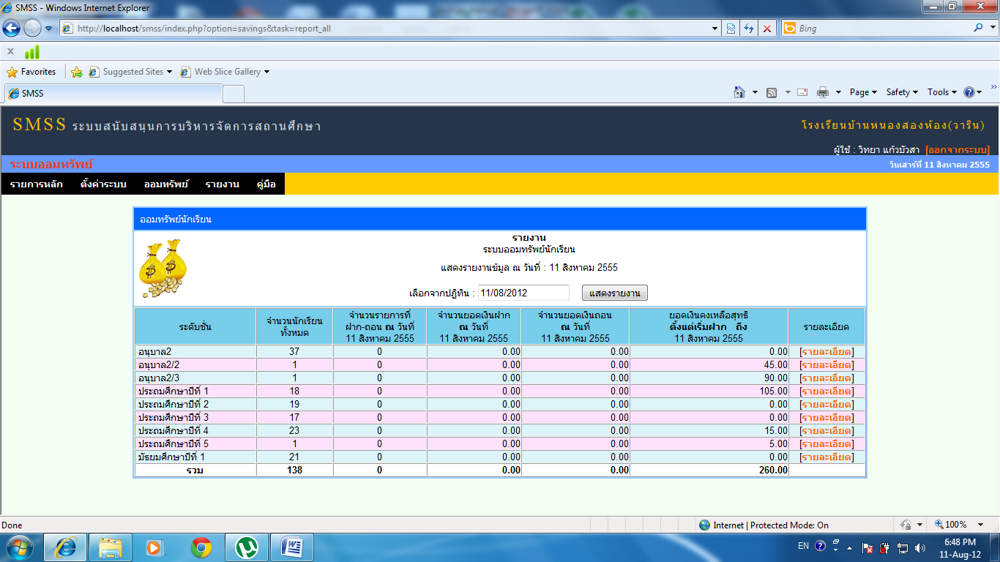 SMSS - Windows Internet Explorer
http://localhost/smss/index.php?option=savings&task=report_all
Bing
x
Favorites Suggested Sites Web Slice Gallery
SMSS
Page Safety Tools
SMSS ระบบสนับสนุนการบริหารจัดการสถานศึกษา
โรงเรียนบ้านหนองสองห้อง(วาริน)
ผู้ใช้ : วิทยา แก้วบัวสา [ออกจากระบบ]
ระบบออมทรัพย์
วันเสาร์ที่ 11 สิงหาคม 2555
รายการหลัก ตั้งค่าระบบ ออมทรัพย์ รายงาน คู่มือ
ออมทรัพย์นักเรียน
รายงาน
ระบบออมทรัพย์นักเรียน
แสดงรายงานข้มูล ณ วันที่ : 11 สิงหาคม 2555
เลือกจากปฏิทิน : 11/08/2012 แสดงรายงาน
ระดับชั่น
จำนวนนักเรียน
ทั้งหมด
จำนวนรายการที่
ฝาก-ถอน ณ วันที่
11 สิงหาคม 2555
จำนวนยอดเงินฝาก
ณ วันที่
11 สิงหาคม 2555
จำนวนยอดเงินถอน
ณ วันที่
11 สิงหาคม 2555
ยอดเงินคงเหลือสุทธิ
ตั้งแต่เริ่มฝาก ถึง
11 สิงหาคม 2555
รายละเอียด
อนุบาล2 37 0 0.00 0.00 0.00 [รายละเอียด]
อนุบาล2/2 1 0 0.00 0.00 45.00 [รายละเอียด]
อนุบาล2/3 1 0 0.00 0.00 90.00 [รายละเอียด]
ประถมศึกษาปีที่ 1 18 0 0.00 0.00 105.00 [รายละเอียด]
ประถมศึกษาปีที่ 2 19 0 0.00 0.00 0.00 [รายละเอียด]
ประถมศึกษาปีที่ 3 17 0 0.00 0.00 0.00 [รายละเอียด]
ประถมศึกษาปีที่ 4 23 0 0.00 0.00 15.00 [รายละเอียด]
ประถมศึกษาปีที่ 5 1 0 0.00 0.00 5.00 [รายละเอียด]
มัธยมศึกษาปีที่ 1 21 0 0.00 0.00 0.00 [รายละเอียด]
รวม 138 0 0.00 0.00 260.00
Done
Internet | Protected Mode: On
100%
EN
6:48 PM
11-Aug-12